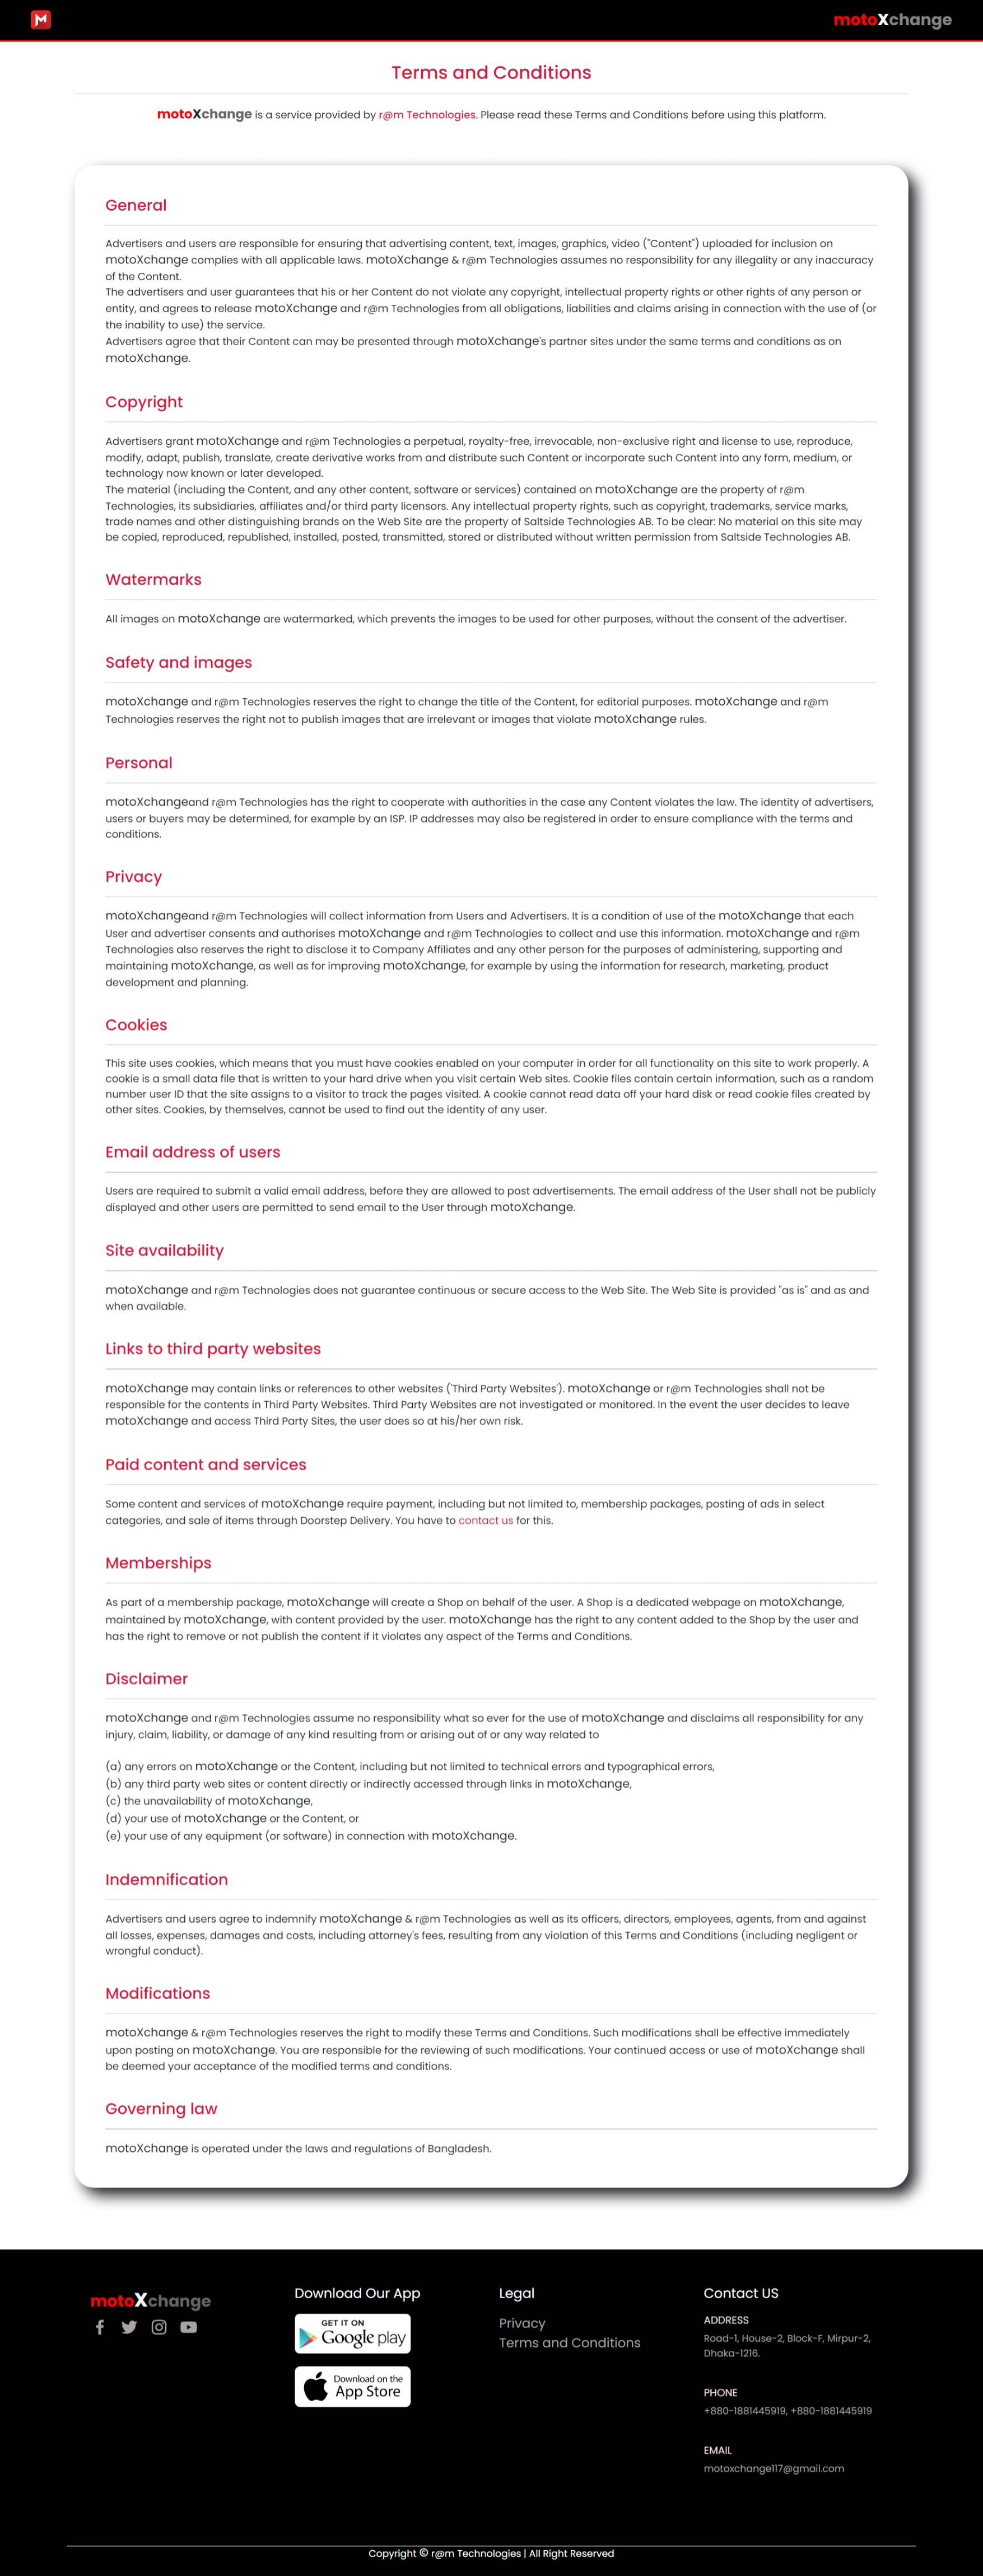 M
motoXchange
Terms and Conditions
motoXchange is a service provided by r@m Technologies. Please read these Terms and Conditions before using this platform.
General
Advertisers and users are responsible for ensuring that advertising content, text, images, graphics, video ("Content") uploaded for inclusion on
motoXchange complies with all applicable laws. motoXchange & r@m Technologies assumes no responsibility for any illegality or any inaccuracy
of the Content.
The advertisers and user guarantees that his or her Content do not violate any copyright, intellectual property rights or other rights of any person or
entity, and agrees to release motoXchange and r@m Technologies from all obligations, liabilities and claims arising in connection with the use of (or
the inability to use) the service.
Advertisers agree that their Content can may be presented through motoXchange's partner sites under the same terms and conditions as on
motoXchange.
Copyright
Advertisers grant motoXchange and r@m Technologies a perpetual, royalty-free, irrevocable, non-exclusive right and license to use, reproduce,
modify, adapt, publish, translate, create derivative works from and distribute such Content or incorporate such Content into any form, medium, or
technology now known or later developed.
The material (including the Content, and any other content, software or services) contained on motoXchange are the property of r@m
Technologies, its subsidiaries, affiliates and/or third party licensors. Any intellectual property rights, such as copyright, trademarks, service marks,
trade names and other distinguishing brands on the Web Site are the property of Saltside Technologies AB. To be clear: No material on this site may
be copied, reproduced, republished, installed, posted, transmitted, stored or distributed without written permission from Saltside Technologies AB.
Watermarks
All images on motoXchange are watermarked, which prevents the images to be used for other purposes, without the consent of the advertiser.
Safety and images
motoXchange and r@m Technologies reserves the right to change the title of the Content, for editorial purposes. motoXchange and r@m
Technologies reserves the right not to publish images that are irrelevant or images that violate motoXchange rules.
Personal
motoXchangeand r@m Technologies has the right to cooperate with authorities in the case any Content violates the law. The identity of advertisers,
users or buyers may be determined, for example by an ISP. IP addresses may also be registered in order to ensure compliance with the terms and
conditions.
Privacy
motoXchangeand r@m Technologies will collect information from Users and Advertisers. It is a condition of use of the motoXchange that each
User and advertiser consents and authorises motoXchange and r@m Technologies to collect and use this information. motoXchange and r@m
Technologies also reserves the right to disclose it to Company Affiliates and any other person for the purposes of administering, supporting and
maintaining motoXchange, as well as for improving motoXchange, for example by using the information for research, marketing, product
development and planning.
Cookies
This site uses cookies, which means that you must have cookies enabled on your computer in order for all functionality on this site to work properly. A
cookie is a small data file that is written to your hard drive when you visit certain Web sites. Cookie files contain certain information, such as a random
number user ID that the site assigns to a visitor to track the pages visited. A cookie cannot read data off your hard disk or read cookie files created by
other sites. Cookies, by themselves, cannot be used to find out the identity of any user.
Email address of users
Users are required to submit a valid email address, before they are allowed to post advertisements. The email address of the User shall not be publicly
displayed and other users are permitted to send email to the User through motoXchange.
Site availability
motoXchange and r@m Technologies does not guarantee continuous or secure access to the Web Site. The Web Site is provided "as is" and as and
when available.
Links to third party websites
motoXchange may contain links or references to other websites ('Third Party Websites'). motoXchange or r@m Technologies shall not be
responsible for the contents in Third Party Websites. Third Party Websites are not investigated or monitored. In the event the user decides to leave
motoXchange and access Third Party Sites, the user does so at his/her own risk.
Paid content and services
Some content and services of motoXchange require payment, including but not limited to, membership packages, posting of ads in select
categories, and sale of items through Doorstep Delivery. You have to contact us for this.
Memberships
As part of a membership package, motoXchange will create a Shop on behalf of the user. A Shop is a dedicated webpage on motoXchange,
maintained by motoXchange, with content provided by the user. motoXchange has the right to any content added to the Shop by the user and
has the right to remove or not publish the content if it violates any aspect of the Terms and Conditions.
Disclaimer
motoXchange and r@m Technologies assume no responsibility what so ever for the use of motoXchange and disclaims all responsibility for any
injury, claim, liability, or damage of any kind resulting from or arising out of or any way related to
(a) any errors on motoXchange or the Content, including but not limited to technical errors and typographical errors,
(b) any third party web sites or content directly or indirectly accessed through links in motoXchange,
(c) the unavailability of motoXchange,
(d) your use of motoXchange or the Content, or
(e) your use of any equipment (or software) in connection with motoXchange.
Indemnification
Advertisers and users agree to indemnify motoXchange & r@m Technologies as well as its officers, directors, employees, agents, from and against
all losses, expenses, damages and costs, including attorney's fees, resulting from any violation of this Terms and Conditions (including negligent or
wrongful conduct).
Modifications
motoXchange & r@m Technologies reserves the right to modify these Terms and Conditions. Such modifications shall be effective immediately
upon posting on motoXchange. You are responsible for the reviewing of such modifications. Your continued access or use of motoXchange shall
be deemed your acceptance of the modified terms and conditions.
Governing law
motoXchange is operated under the laws and regulations of Bangladesh.
motoXchange
Download Our App
GET IT ON
Google play
Download on the
App Store
Legal
Privacy
Terms and Conditions
Contact US
ADDRESS
Road-1, House-2, Block-F, Mirpur-2,
Dhaka-1216.
PHONE
+880-1881445919, +880-1881445919
EMAIL
motoxchange117@gmail.com
Copyright © r@m Technologies | All Right Reserved